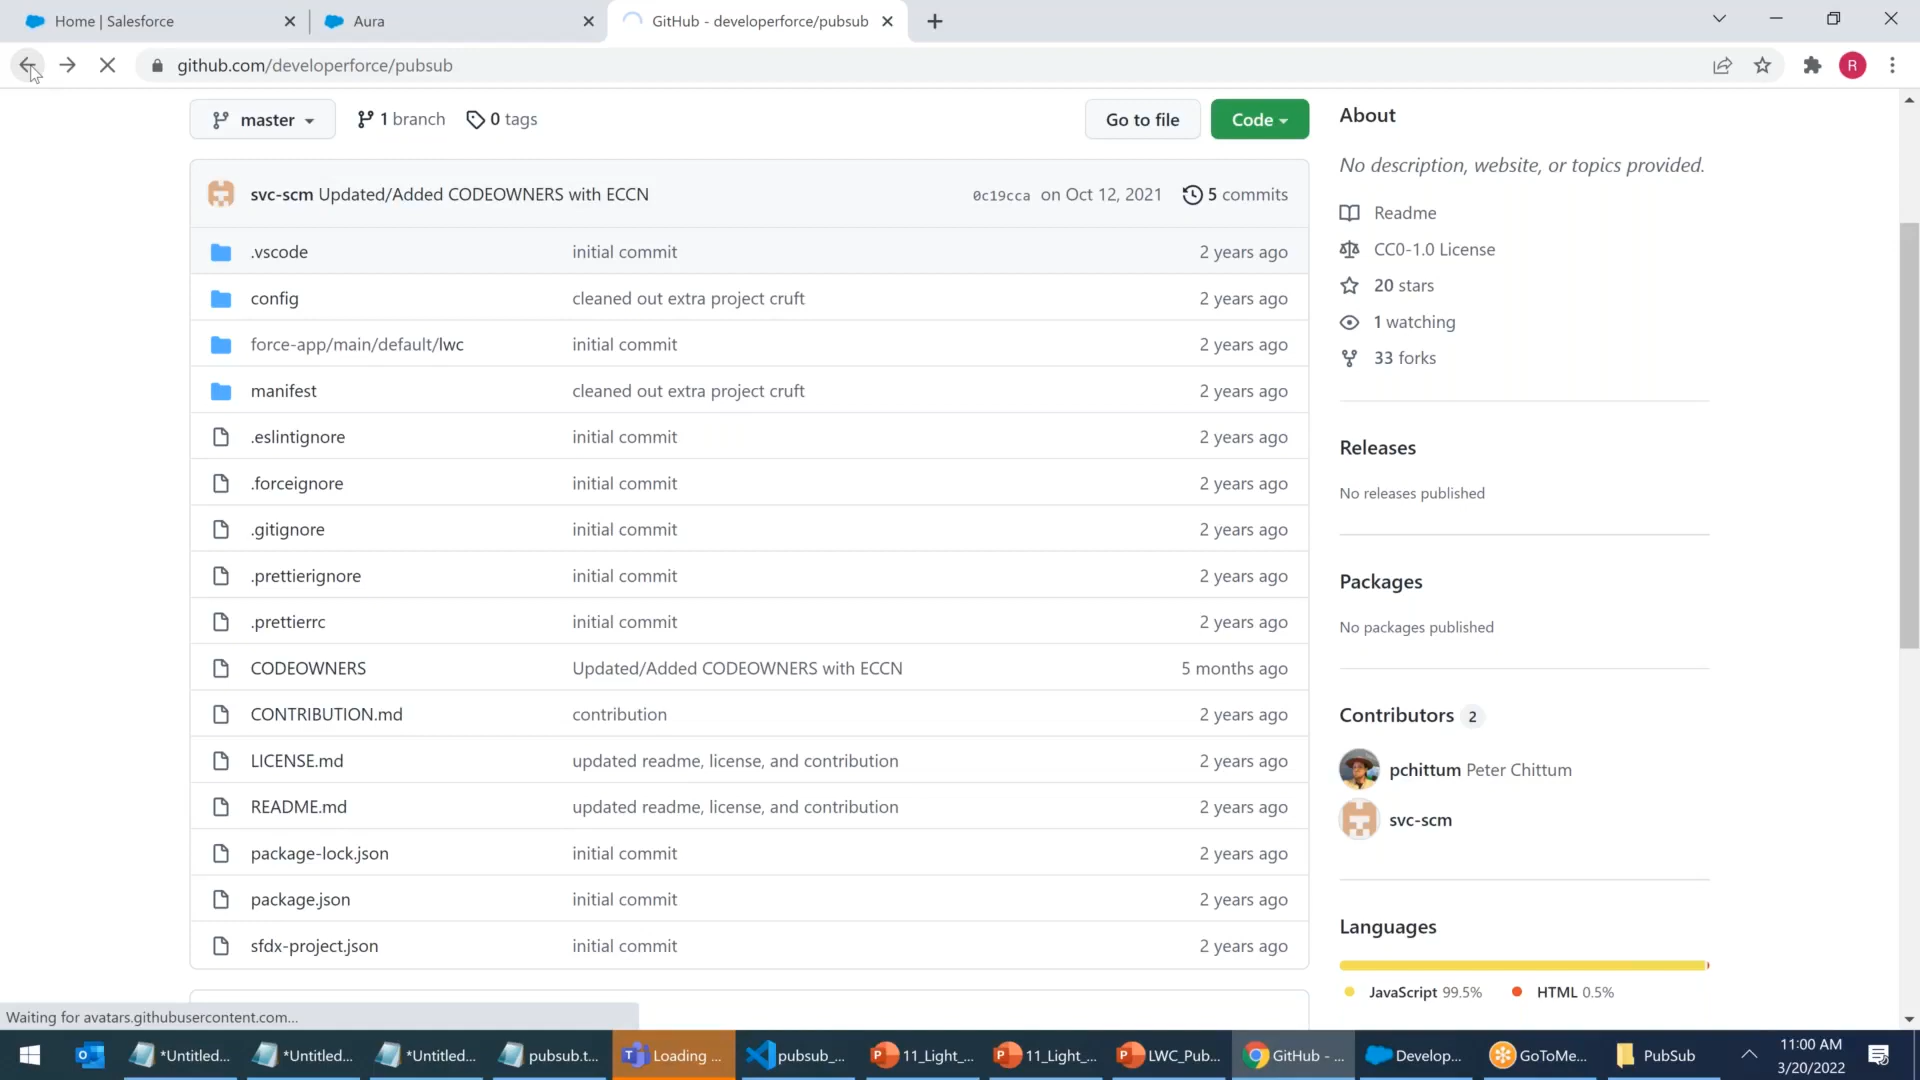 Home | Salesforce
Aura
GitHub - developerforce/pubsub
github.com/developerforce/pubsub
R
master
1 branch
0 tags
Go to file
Code
svc-scm Updated/Added CODEOWNERS with ECCN
0c19cca on Oct 12, 2021
5 commits
.vscode initial commit 2 years ago
config cleaned out extra project cruft 2 years ago
force-app/main/default/lwc initial commit 2 years ago
manifest cleaned out extra project cruft 2 years ago
.eslintignore initial commit 2 years ago
.forceignore initial commit 2 years ago
.gitignore initial commit 2 years ago
.prettierignore initial commit 2 years ago
.prettierrc initial commit 2 years ago
CODEOWNERS Updated/Added CODEOWNERS with ECCN 5 months ago
CONTRIBUTION.md contribution 2 years ago
LICENSE.md updated readme, license, and contribution 2 years ago
README.md updated readme, license, and contribution 2 years ago
package-lock.json initial commit 2 years ago
package.json initial commit 2 years ago
sfdx-project.json initial commit 2 years ago
About
No description, website, or topics provided.
Readme
CC0-1.0 License
20 stars
1 watching
33 forks
Releases
No releases published
Packages
No packages published
Contributors 2
pchittum Peter Chittum
svc-scm
Languages
JavaScript 99.5%
HTML 0.5%
Waiting for avatars.githubusercontent.com...
*Untitled...
*Untitled...
*Untitled...
pubsub.t...
Loading ...
pubsub_...
11_Light_...
11_Light_...
LWC_Pub...
GitHub - ...
Develop...
GoToMe...
PubSub
11:00 AM
3/20/2022